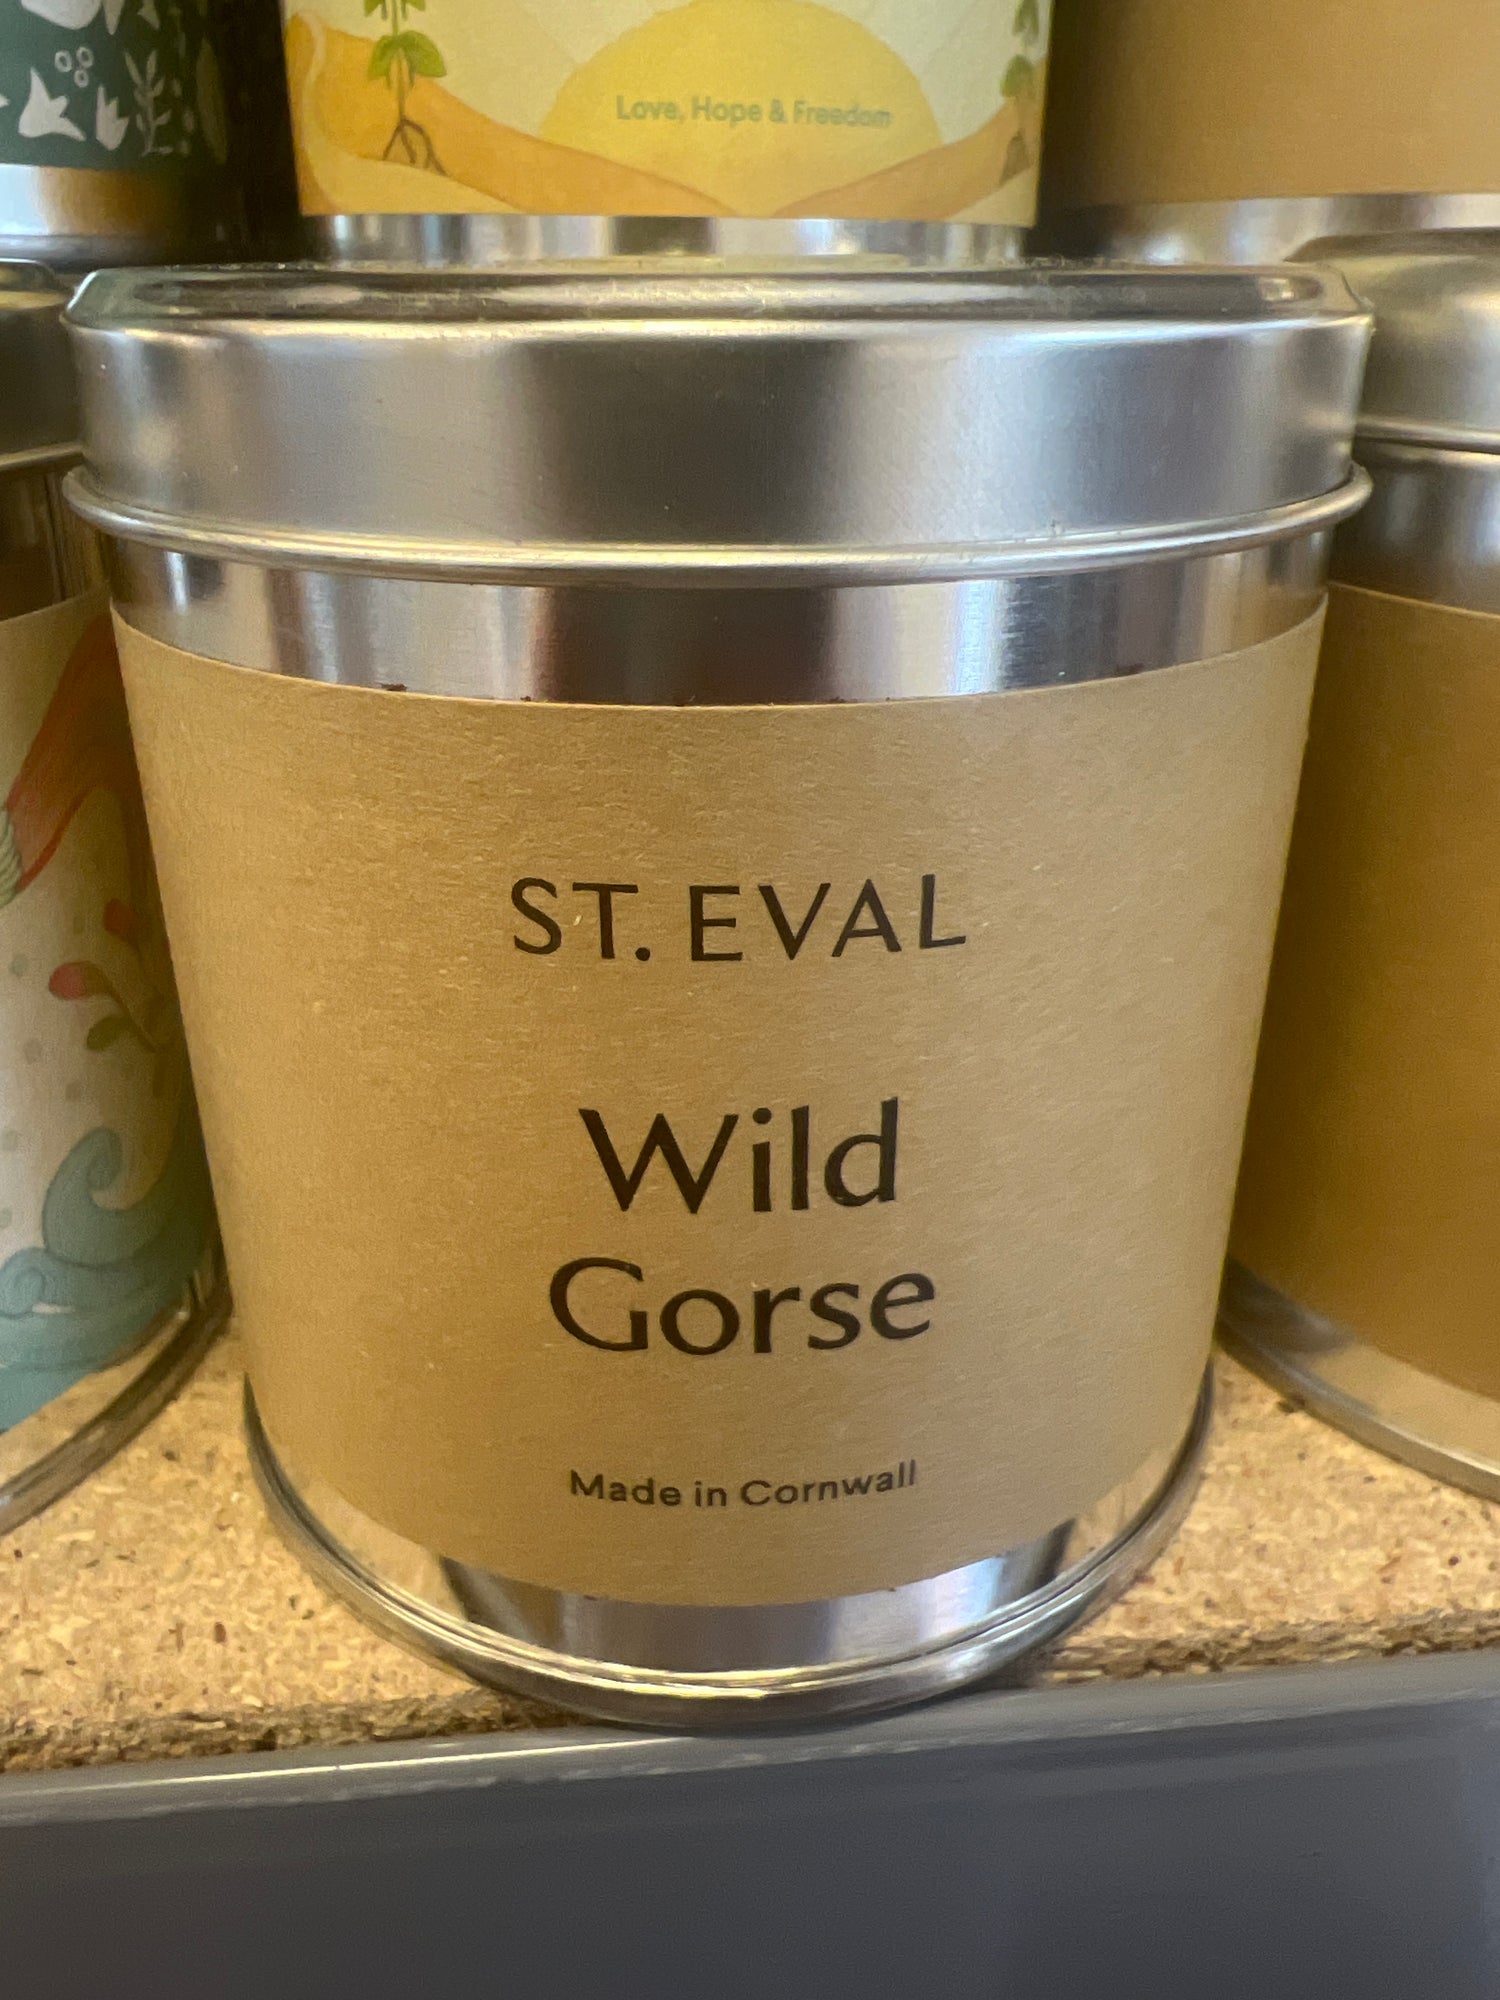 Love, Hope & Freedom
ST. EVAL
Wild
Gorse
Made in Cornwall